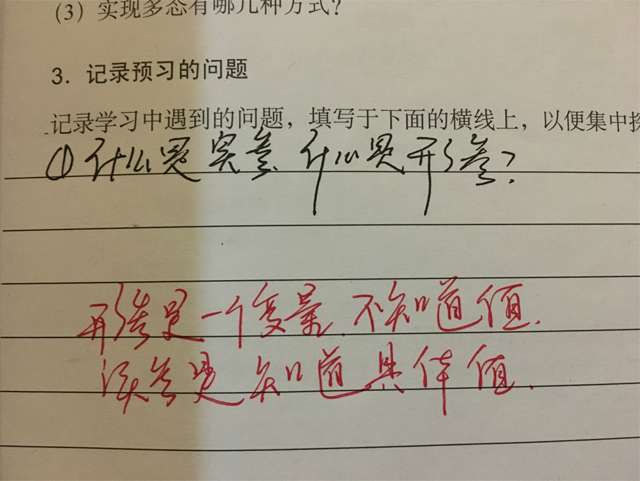 (3) 实现多态有哪几种方式?
3. 记录预习的问题
记录学习中遇到的问题，填写于下面的横线上，以便集中探
①什么是实参 什么是形参?
形参是一个变量.不知道值.
实参是知道具体值.